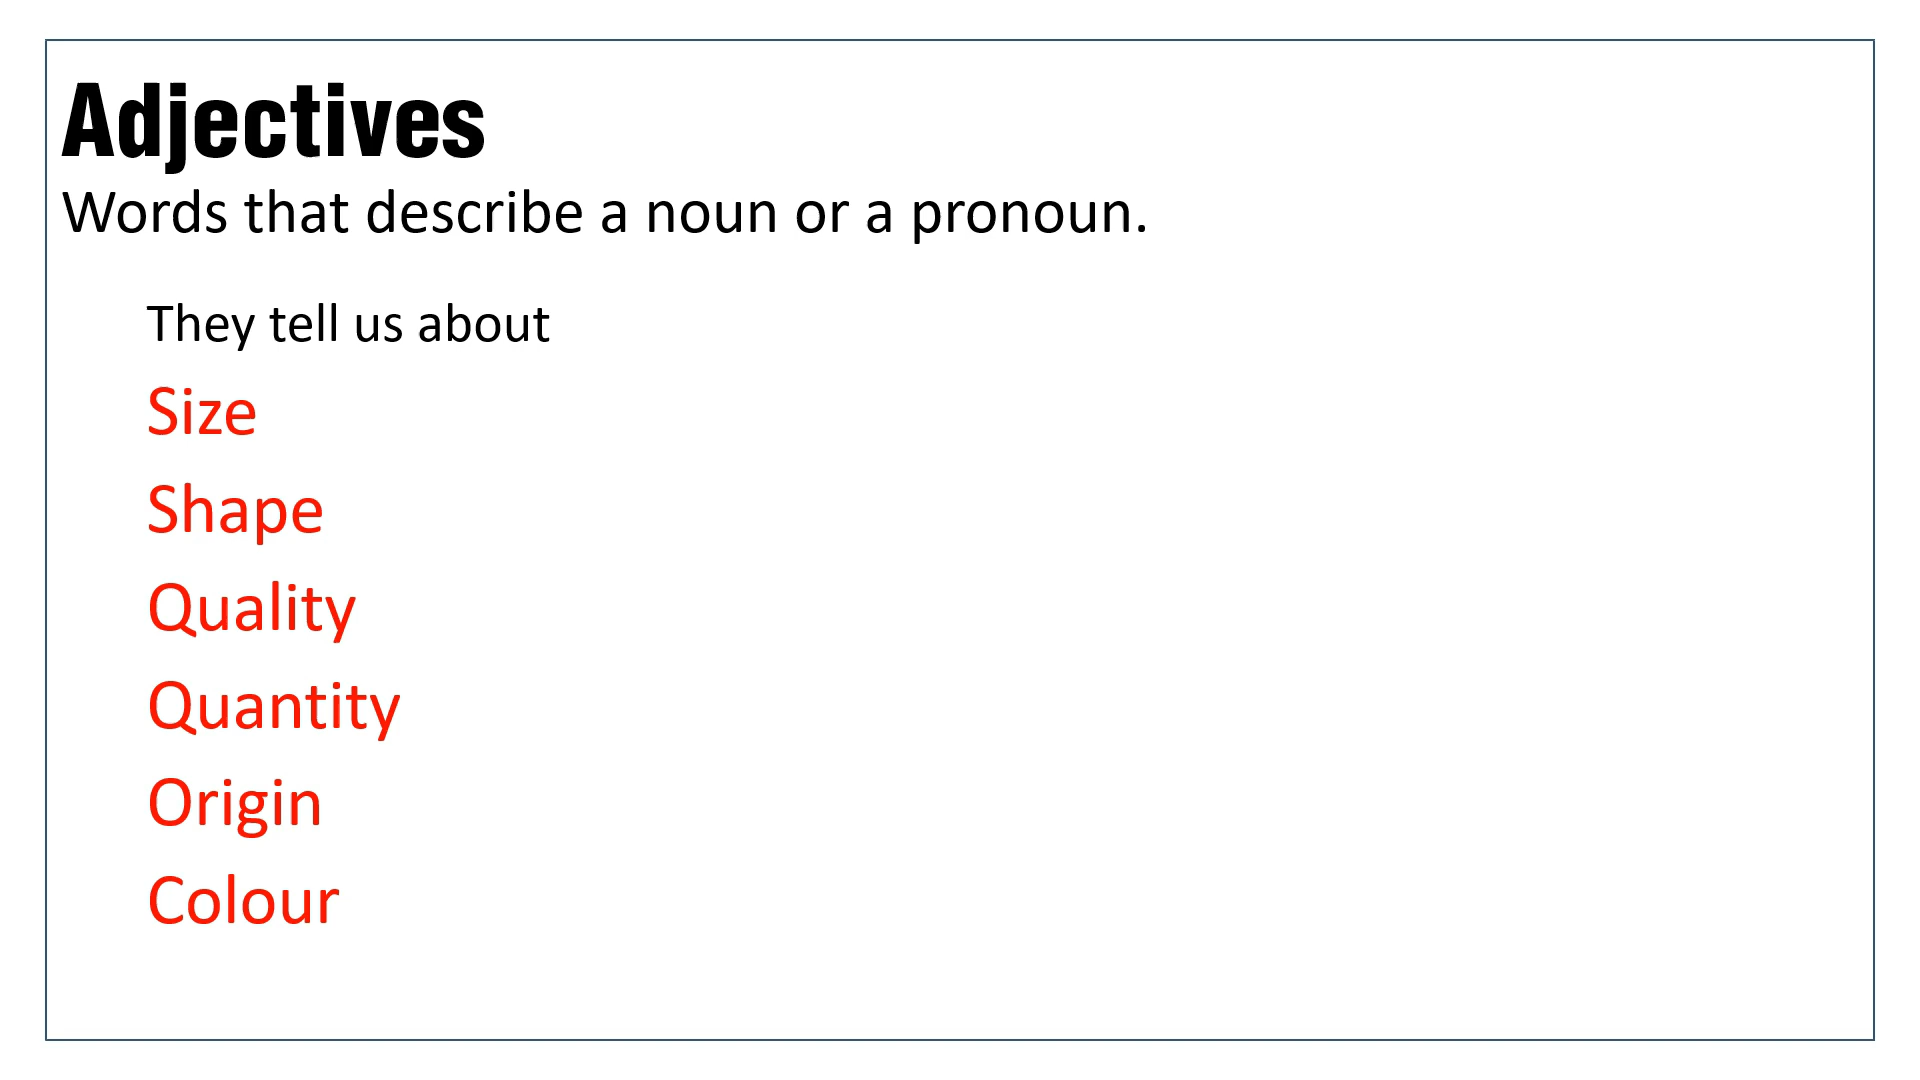 Adjectives
Words that describe a noun or a pronoun.
They tell us about
Size
Shape
Quality
Quantity
Origin
Colour